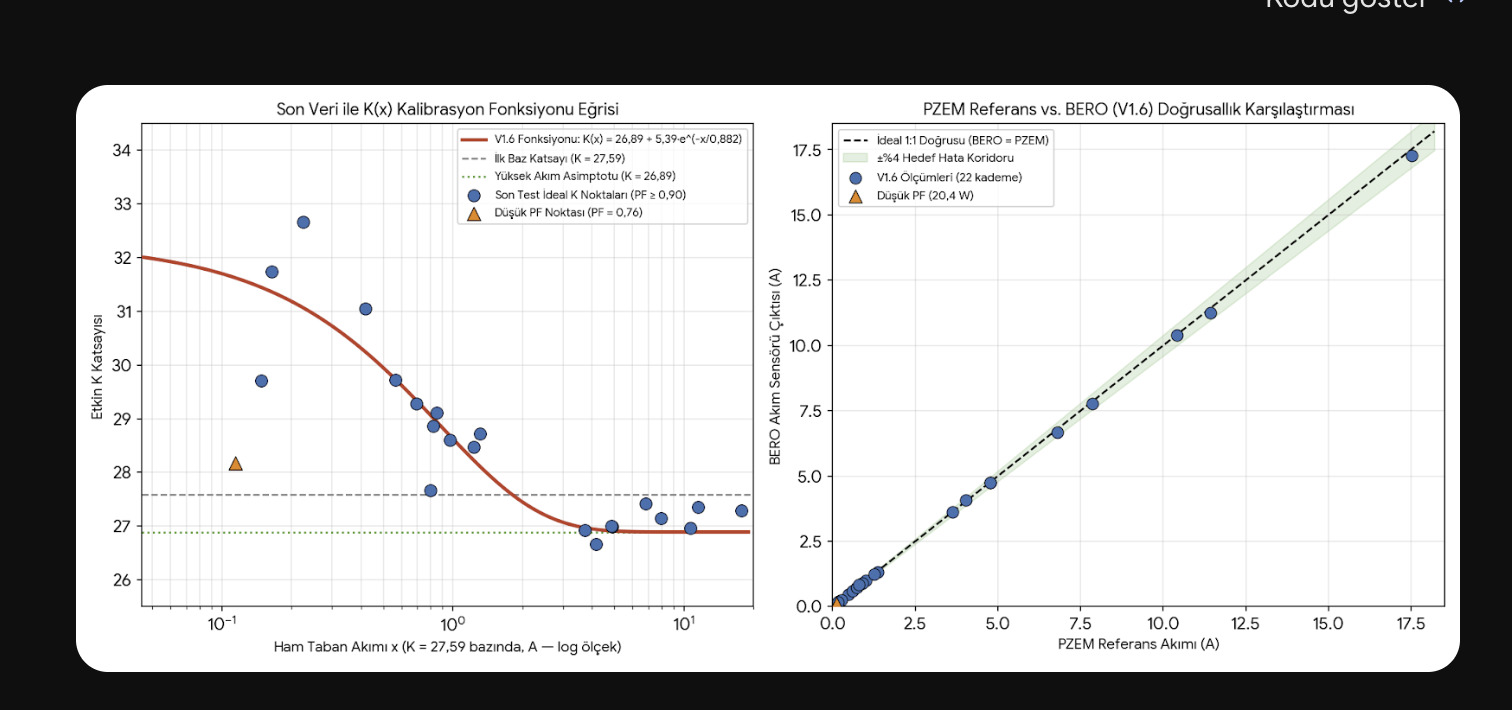 Kodu göster
Son Veri ile K(x) Kalibrasyon Fonksiyonu Eğrisi
V1.6 Fonksiyonu: K(x) = 26,89 + 5,39·e^(-x/0,882)
İlk Baz Katsayı (K = 27,59)
Yüksek Akım Asimptotu (K = 26,89)
Son Test İdeal K Noktaları (PF ≥ 0,90)
Düşük PF Noktası (PF = 0,76)
Etkin K Katsayısı
34
33
32
31
30
29
28
27
26
10⁻¹
10⁰
10¹
Ham Taban Akımı x (K = 27,59 bazında, A — log ölçek)
PZEM Referans vs. BERO (V1.6) Doğrusallık Karşılaştırması
İdeal 1:1 Doğrusu (BERO = PZEM)
±%4 Hedef Hata Koridoru
V1.6 Ölçümleri (22 kademe)
Düşük PF (20,4 W)
BERO Akım Sensörü Çıktısı (A)
17.5
15.0
12.5
10.0
7.5
5.0
2.5
0.0
0.0
2.5
5.0
7.5
10.0
12.5
15.0
17.5
PZEM Referans Akımı (A)